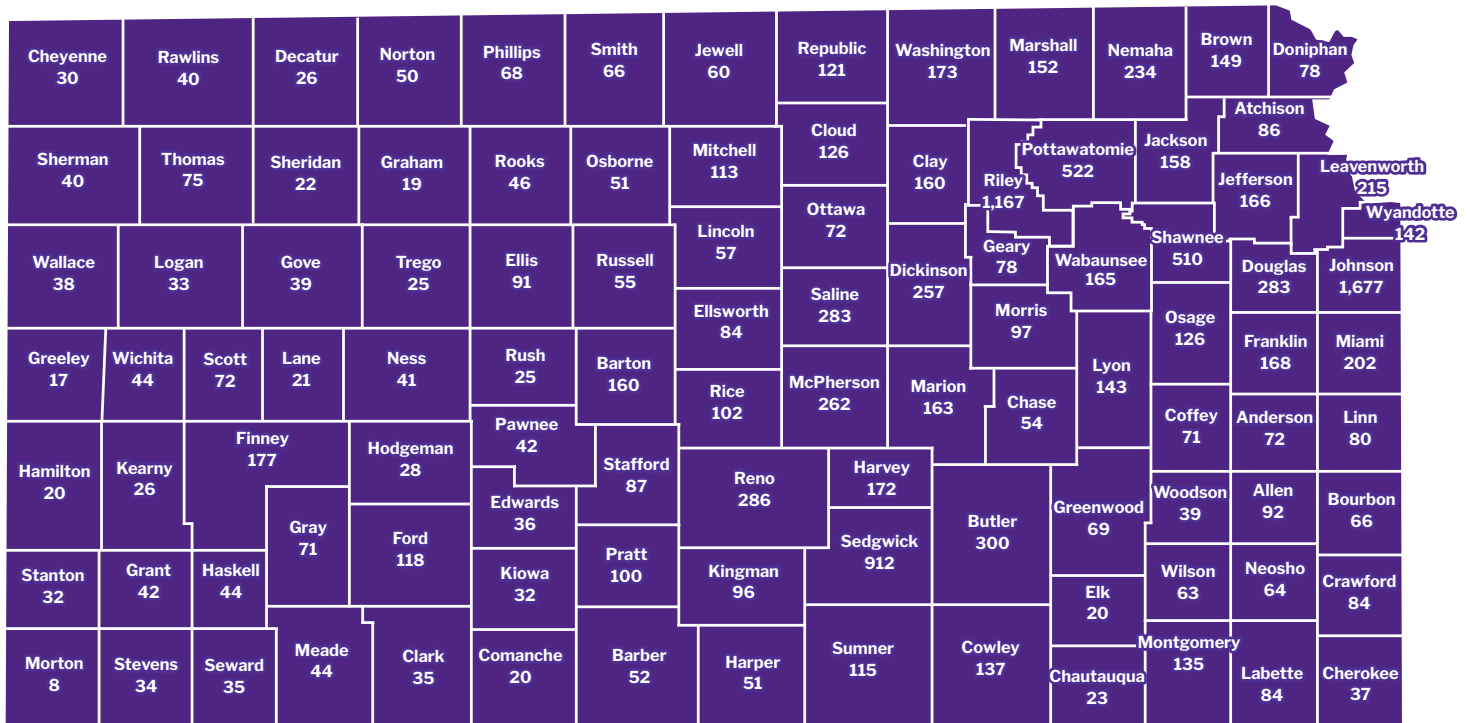 Cheyenne
30
Rawlins
40
Decatur
26
Norton
50
Phillips
68
Smith
66
Jewell
60
Republic
121
Washington
173
Marshall
152
Nemaha
234
Brown
149
Doniphan
78
Sherman
40
Thomas
75
Sheridan
22
Graham
19
Rooks
46
Osborne
51
Mitchell
113
Cloud
126
Clay
160
Riley
1,167
Pottawatomie
522
Jackson
158
Atchison
86
Jefferson
166
Leavenworth
215
Wyandotte
142
Wallace
38
Logan
33
Gove
39
Trego
25
Ellis
91
Russell
55
Lincoln
57
Ottawa
72
Dickinson
257
Geary
78
Wabaunsee
165
Shawnee
510
Douglas
283
Johnson
1,677
Ellsworth
84
Saline
283
Morris
97
Osage
126
Franklin
168
Miami
202
Greeley
17
Wichita
44
Scott
72
Lane
21
Ness
41
Rush
25
Barton
160
Rice
102
McPherson
262
Marion
163
Chase
54
Lyon
143
Coffey
71
Anderson
72
Linn
80
Hamilton
20
Kearny
26
Finney
177
Hodgeman
28
Pawnee
42
Stafford
87
Reno
286
Harvey
172
Butler
300
Greenwood
69
Woodson
39
Allen
92
Bourbon
66
Gray
71
Ford
118
Edwards
36
Pratt
100
Kingman
96
Sedgwick
912
Stanton
32
Grant
42
Haskell
44
Kiowa
32
Elk
20
Wilson
63
Neosho
64
Crawford
84
Morton
8
Stevens
34
Seward
35
Meade
44
Clark
35
Comanche
20
Barber
52
Harper
51
Sumner
115
Cowley
137
Chautauqua
23
Montgomery
135
Labette
84
Cherokee
37